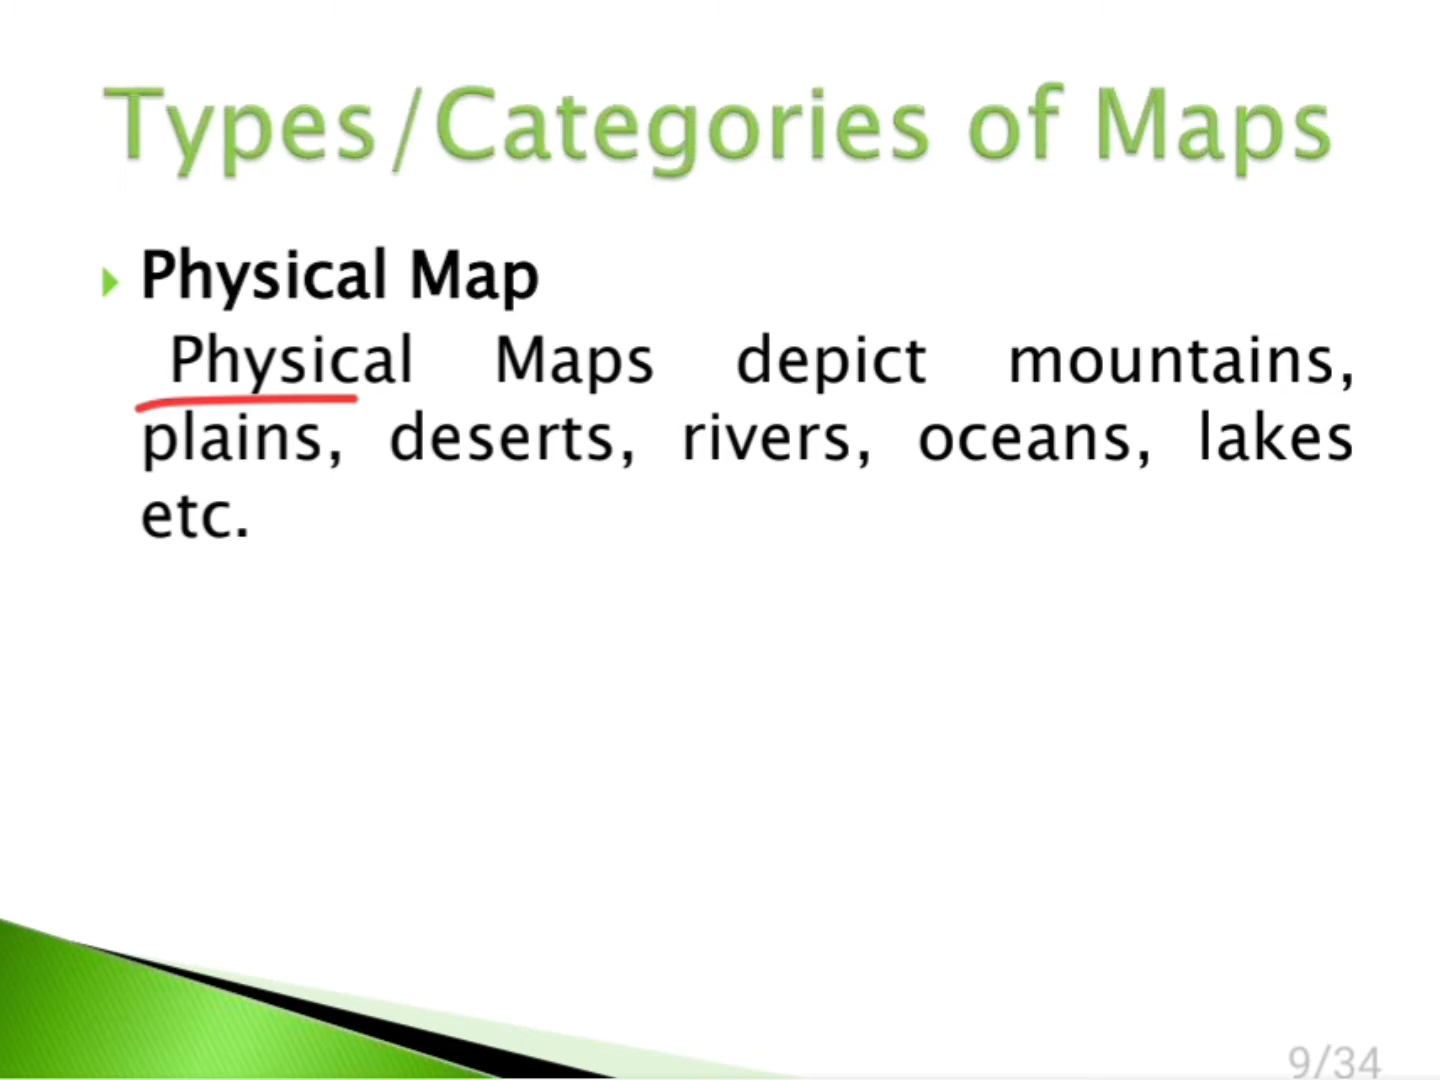 Types/Categories of Maps
Physical Map
Physical Maps depict mountains,
plains, deserts, rivers, oceans, lakes
etc.
9/34